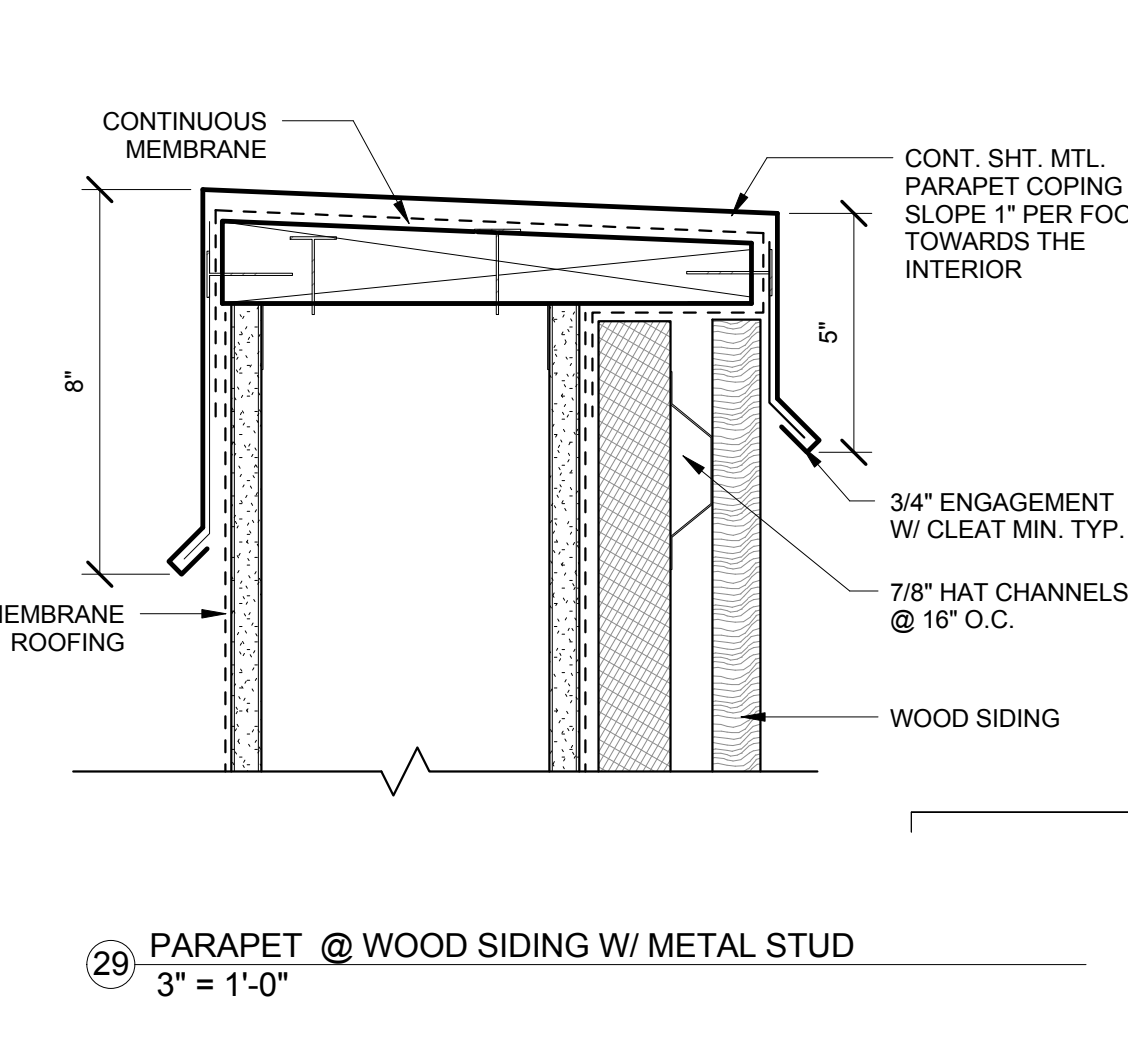 CONTINUOUS
MEMBRANE
CONT. SHT. MTL.
PARAPET COPING
SLOPE 1" PER
TOWARDS THE
INTERIOR
8"
5"
3/4" ENGAGEMENT
W/ CLEAT MIN. TYP.
7/8" HAT CHANNELS
@ 16" O.C.
EMBRANE
ROOFING
WOOD SIDING
29
PARAPET @ WOOD SIDING W/ METAL STUD
3" = 1'-0"